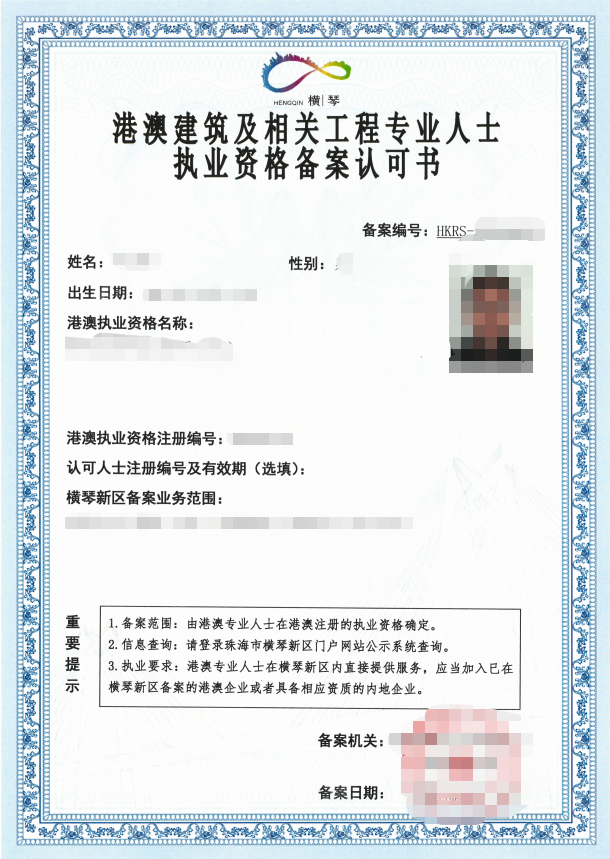 HENGQIN 横琴
港澳建筑及相关工程专业人士
执业资格备案认可书
备案编号：HKRS-
姓名：
性别：
出生日期：
港澳执业资格名称：
港澳执业资格注册编号：
认可人士注册编号及有效期（选填）：
横琴新区备案业务范围：
重要提示
1.备案范围：由港澳专业人士在港澳注册的执业资格确定。
2.信息查询：请登录珠海市横琴新区门户网站公示系统查询。
3.执业要求：港澳专业人士在横琴新区内直接提供服务，应当加入已在
横琴新区备案的港澳企业或者具备相应资质的内地企业。
备案机关：
备案日期：